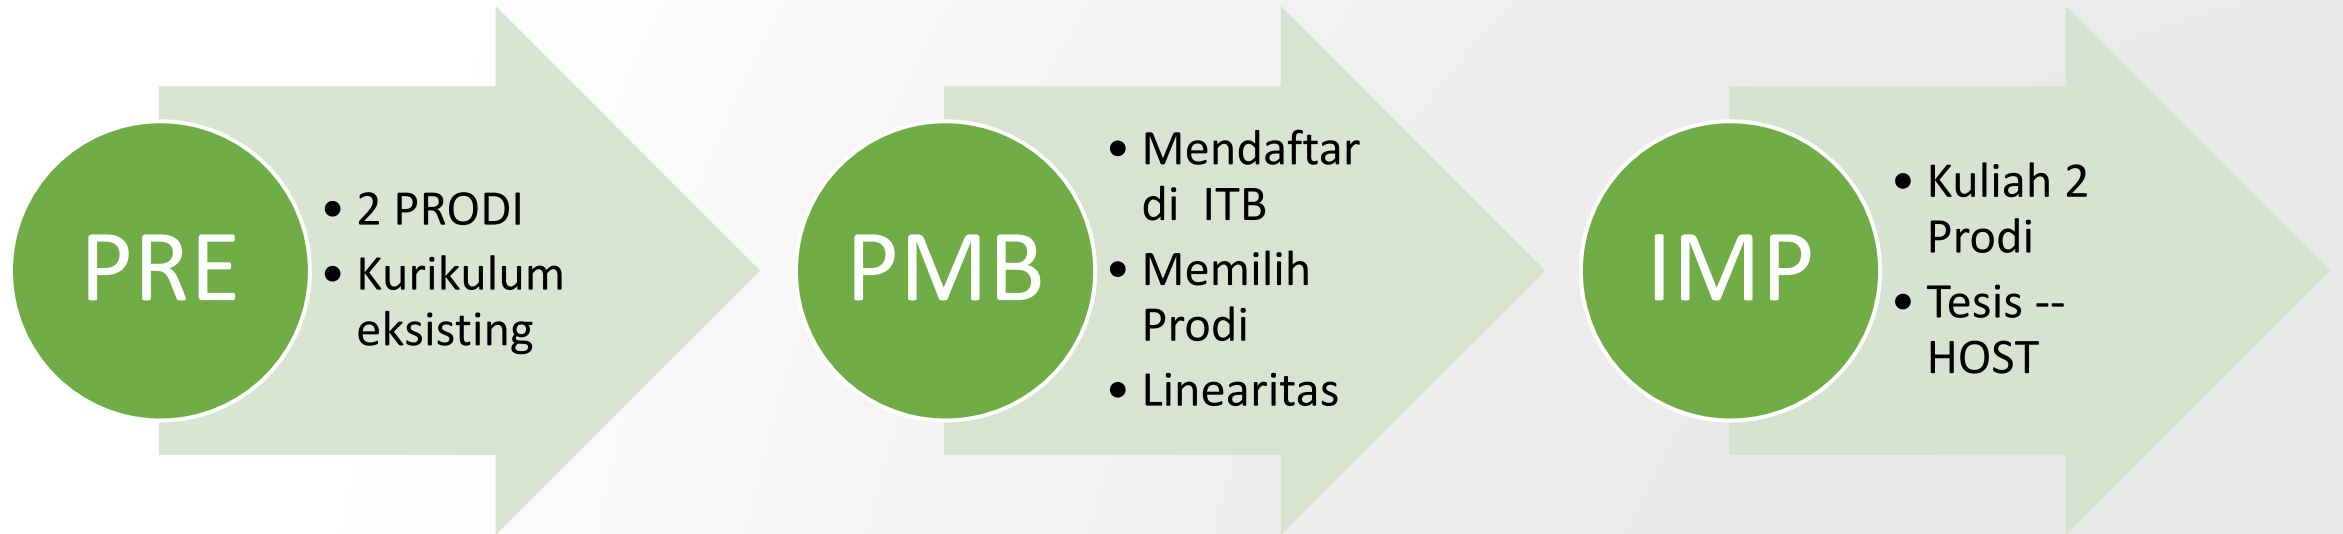 PRE
• 2 PRODI
• Kurikulum
eksisting
PMB
• Mendaftar
di  ITB
• Memilih
Prodi
• Linearitas
IMP
• Kuliah 2
Prodi
• Tesis --
HOST